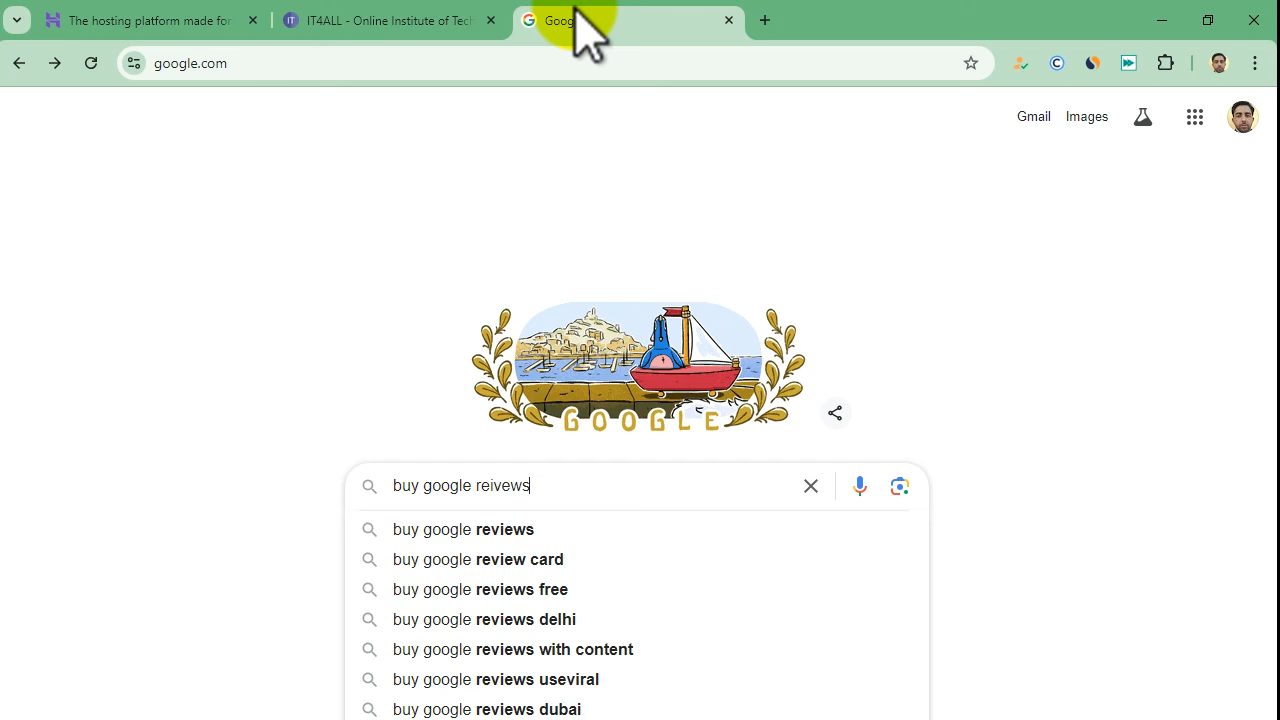 The hosting platform made for
IT IT4ALL - Online Institute of Tech
Goog
google.com
Gmail Images
GOOGLE
buy google reivews
buy google reviews
buy google review card
buy google reviews free
buy google reviews delhi
buy google reviews with content
buy google reviews useviral
buy google reviews dubai